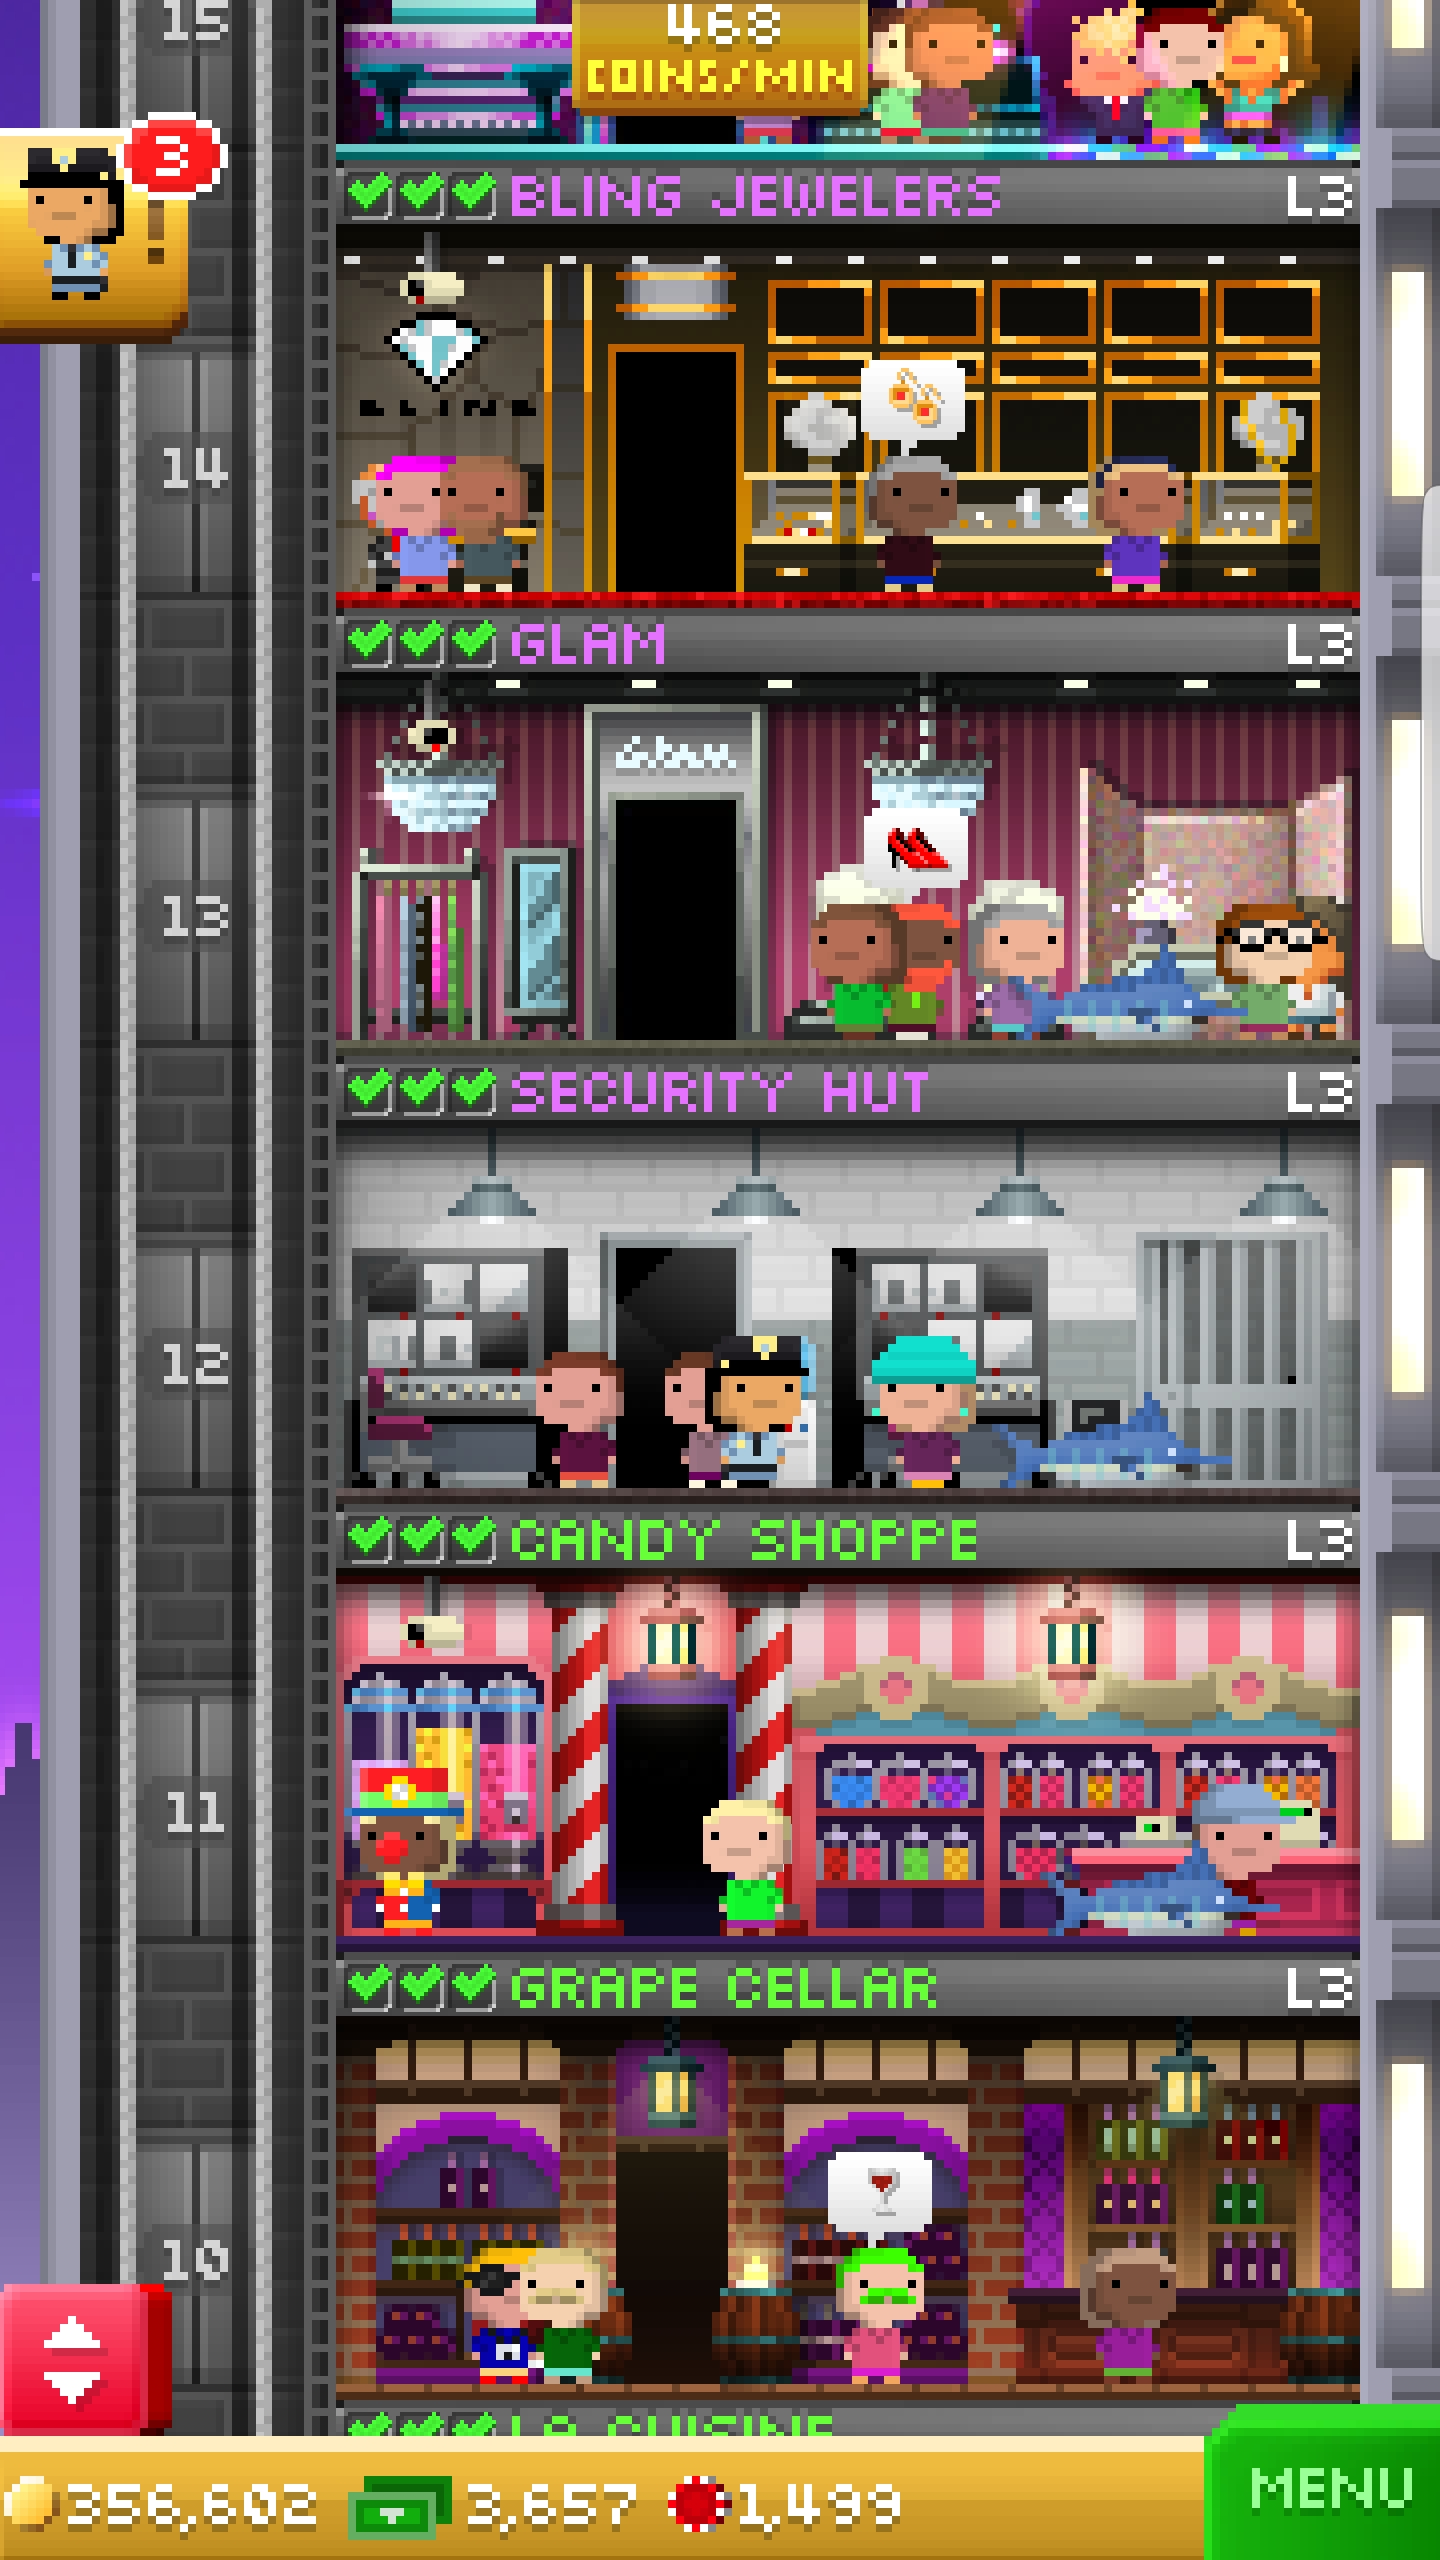 15
468
COINS/MIN
3
!
BLING JEWELERS L3
BLING
14
GLAM L3
Glam
13
SECURITY HUT L3
12
CANDY SHOPPE L3
11
GRAPE CELLAR L3
10
LA CUISINE
356,602 3,657 1,499
MENU